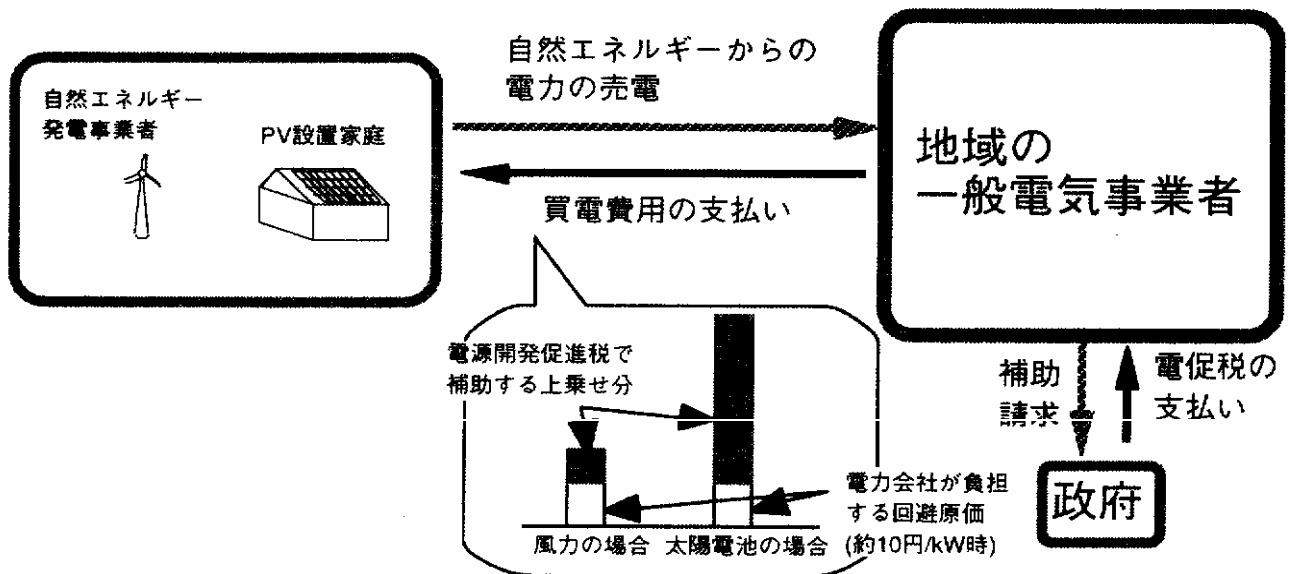 自然エネルギー
発電事業者
PV設置家庭
自然エネルギーからの
電力の売電
買電費用の支払い
地域の
一般電気事業者
電源開発促進税で
補助する上乗せ分
補助
請求
電促税の
支払い
政府
電力会社が負担
する回避原価
(約10円/kW時)
風力の場合
太陽電池の場合